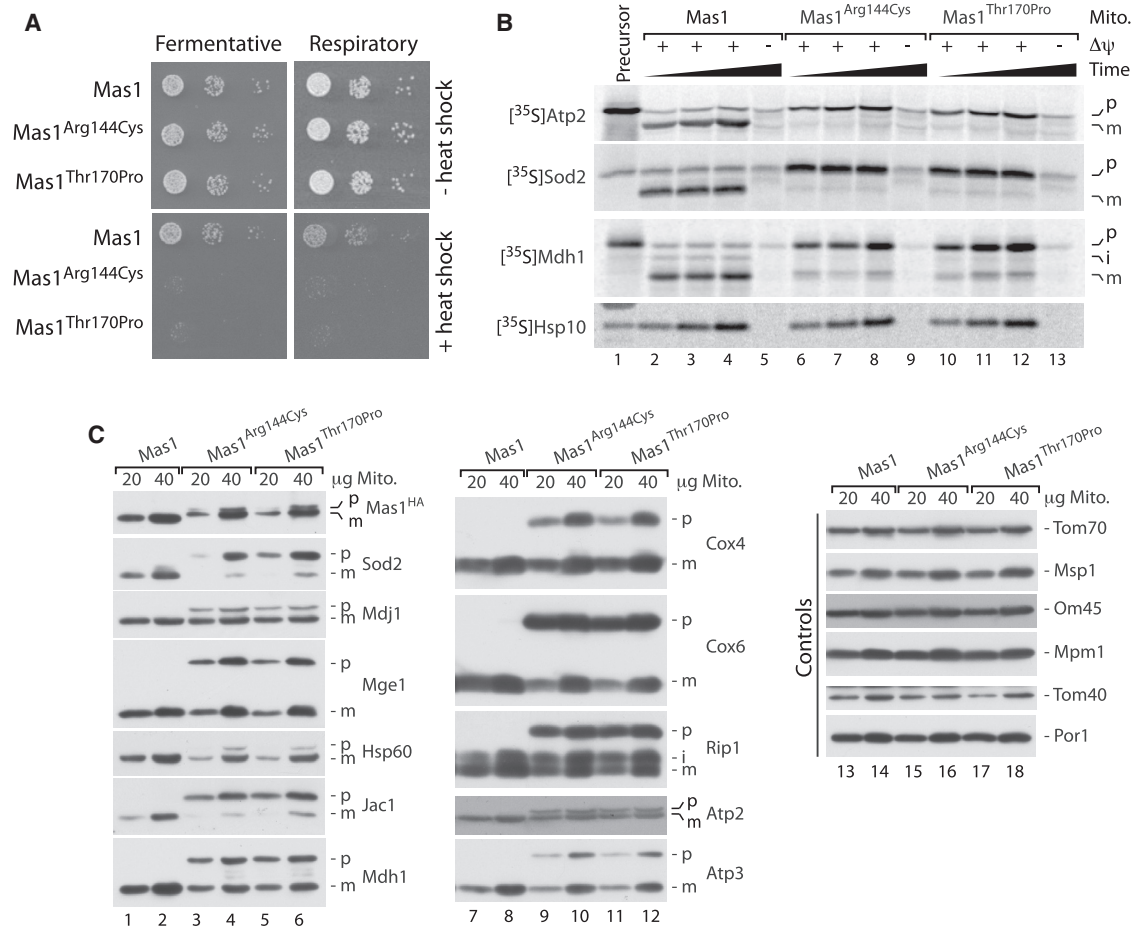 A
Fermentative Respiratory
Mas1
Mas1Arg144Cys
Mas1Thr170Pro
- heat shock
Mas1
Mas1Arg144Cys
Mas1Thr170Pro
+ heat shock
B
Precursor
Mas1 Mas1Arg144Cys Mas1Thr170Pro Mito.
+ + + - + + + - + + + - Δψ
Time
[35S]Atp2 p
m
[35S]Sod2 p
m
[35S]Mdh1 p
i
m
[35S]Hsp10
1 2 3 4 5 6 7 8 9 10 11 12 13
C
Mas1 Mas1Arg144Cys Mas1Thr170Pro
20 40 20 40 20 40 µg Mito.
p
m Mas1HA
- p
- m Sod2
- p
- m Mdj1
- p
- m Mge1
- p
- m Hsp60
- p
- m Jac1
- p
- m Mdh1
1 2 3 4 5 6
Mas1 Mas1Arg144Cys Mas1Thr170Pro
20 40 20 40 20 40 µg Mito.
- p
- m Cox4
- p
- m Cox6
- p
- i
- m Rip1
p
m Atp2
- p
- m Atp3
7 8 9 10 11 12
Mas1 Mas1Arg144Cys Mas1Thr170Pro
20 40 20 40 20 40 µg Mito.
Controls
- Tom70
- Msp1
- Om45
- Mpm1
- Tom40
- Por1
13 14 15 16 17 18